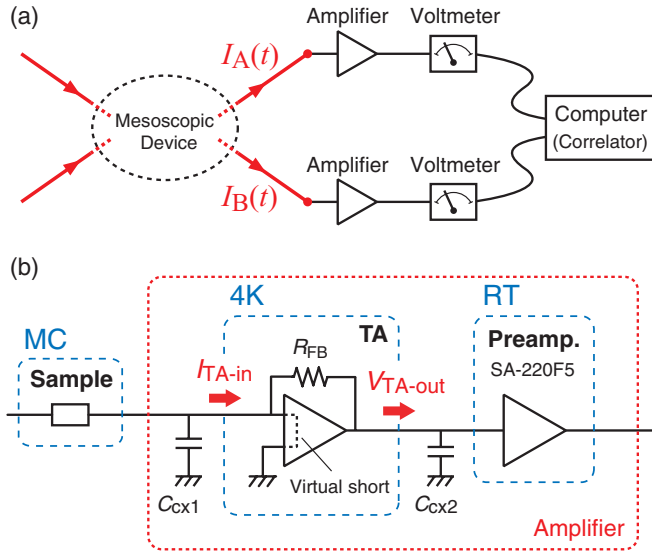 (a)
Amplifier
Voltmeter
I_A(t)
Mesoscopic
Device
Computer
(Correlator)
Amplifier
Voltmeter
I_B(t)
(b)
4K
RT
MC
TA
Preamp.
SA-220F5
Sample
I_TA-in
R_FB
V_TA-out
Virtual short
C_cx1
C_cx2
Amplifier